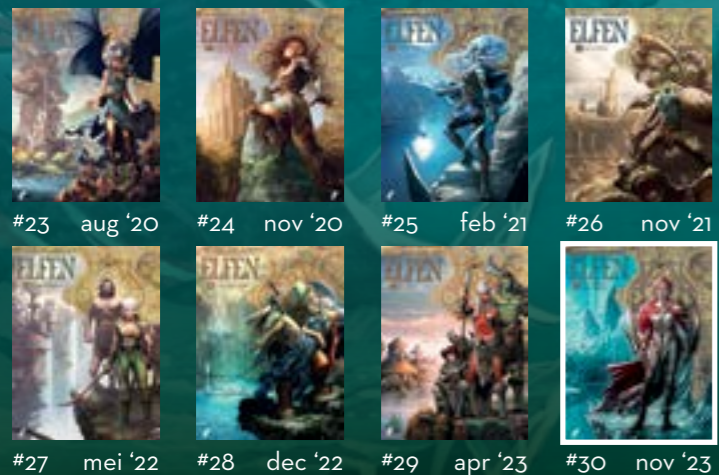 ELFEN ELFEN ELFEN ELFEN
#23 aug ‘20 #24 nov ‘20 #25 feb ‘21 #26 nov ‘21
ELFEN ELFEN ELFEN ELFEN
#27 mei ‘22 #28 dec ‘22 #29 apr ‘23 #30 nov ‘23